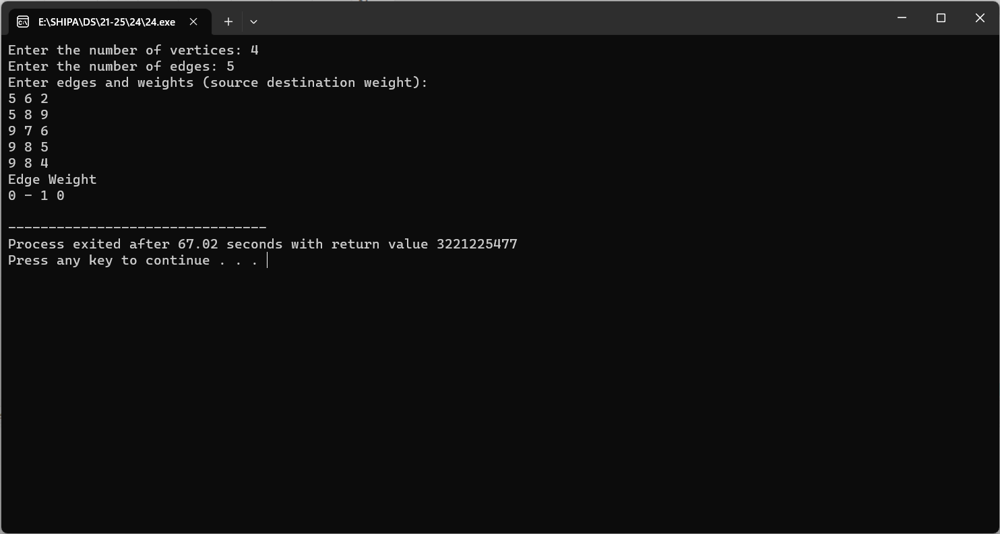 E:\SHIPA\DS\21-25\24\24.exe
Enter the number of vertices: 4
Enter the number of edges: 5
Enter edges and weights (source destination weight):
5 6 2
5 8 9
9 7 6
9 8 5
9 8 4
Edge Weight
0 - 1 0
--------------------------------
Process exited after 67.02 seconds with return value 3221225477
Press any key to continue . . .